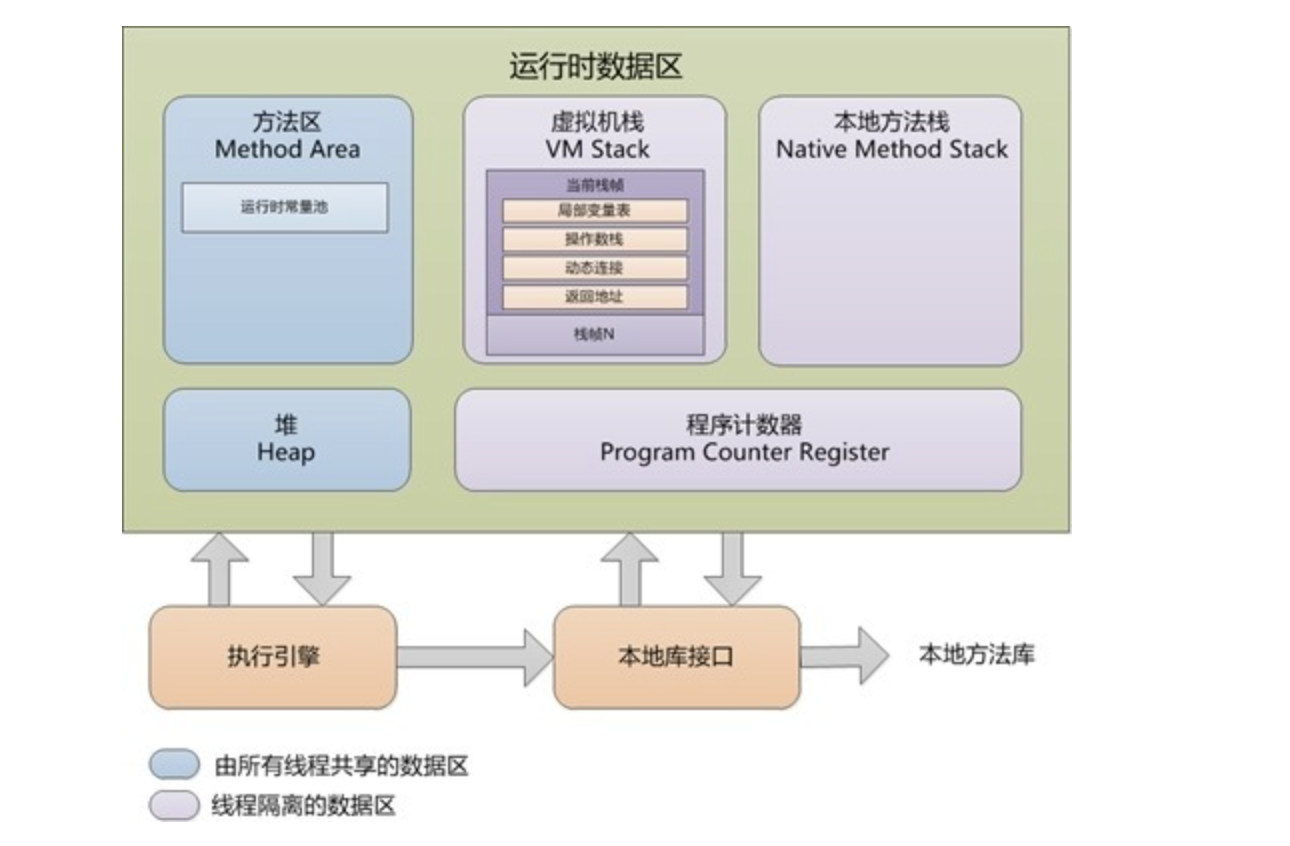 运行时数据区
方法区
Method Area
运行时常量池
虚拟机栈
VM Stack
当前栈帧
局部变量表
操作数栈
动态连接
返回地址
栈帧N
本地方法栈
Native Method Stack
堆
Heap
程序计数器
Program Counter Register
执行引擎
本地库接口
本地方法库
由所有线程共享的数据区
线程隔离的数据区